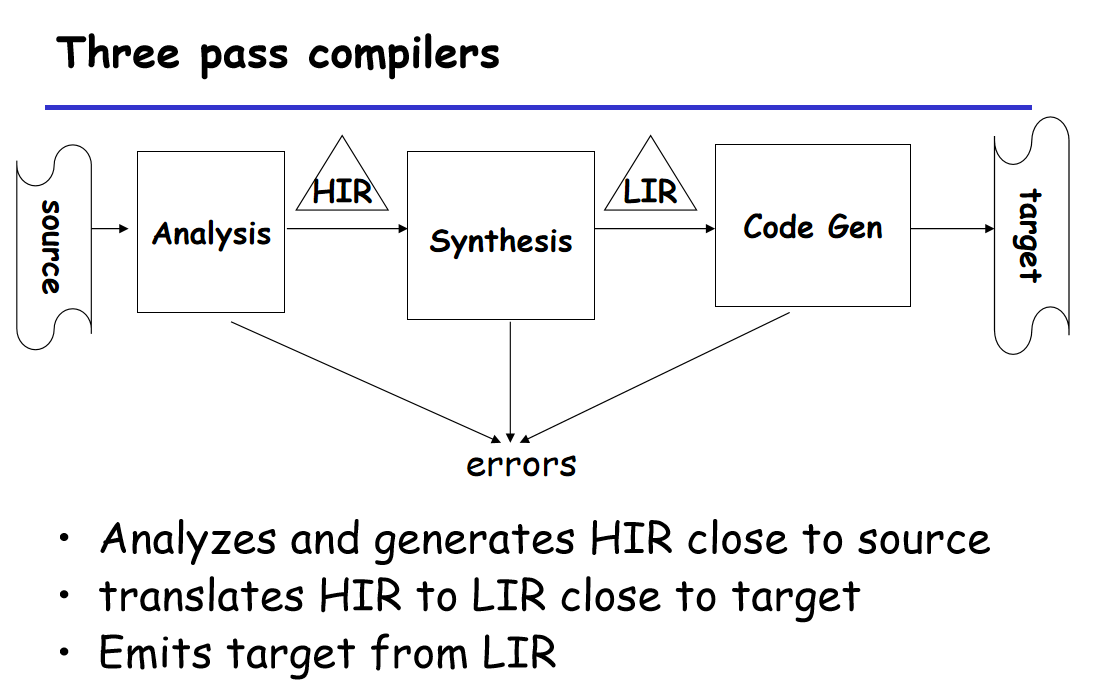 Three pass compilers
source
Analysis
HIR
Synthesis
LIR
Code Gen
target
errors
• Analyzes and generates HIR close to source
• translates HIR to LIR close to target
• Emits target from LIR